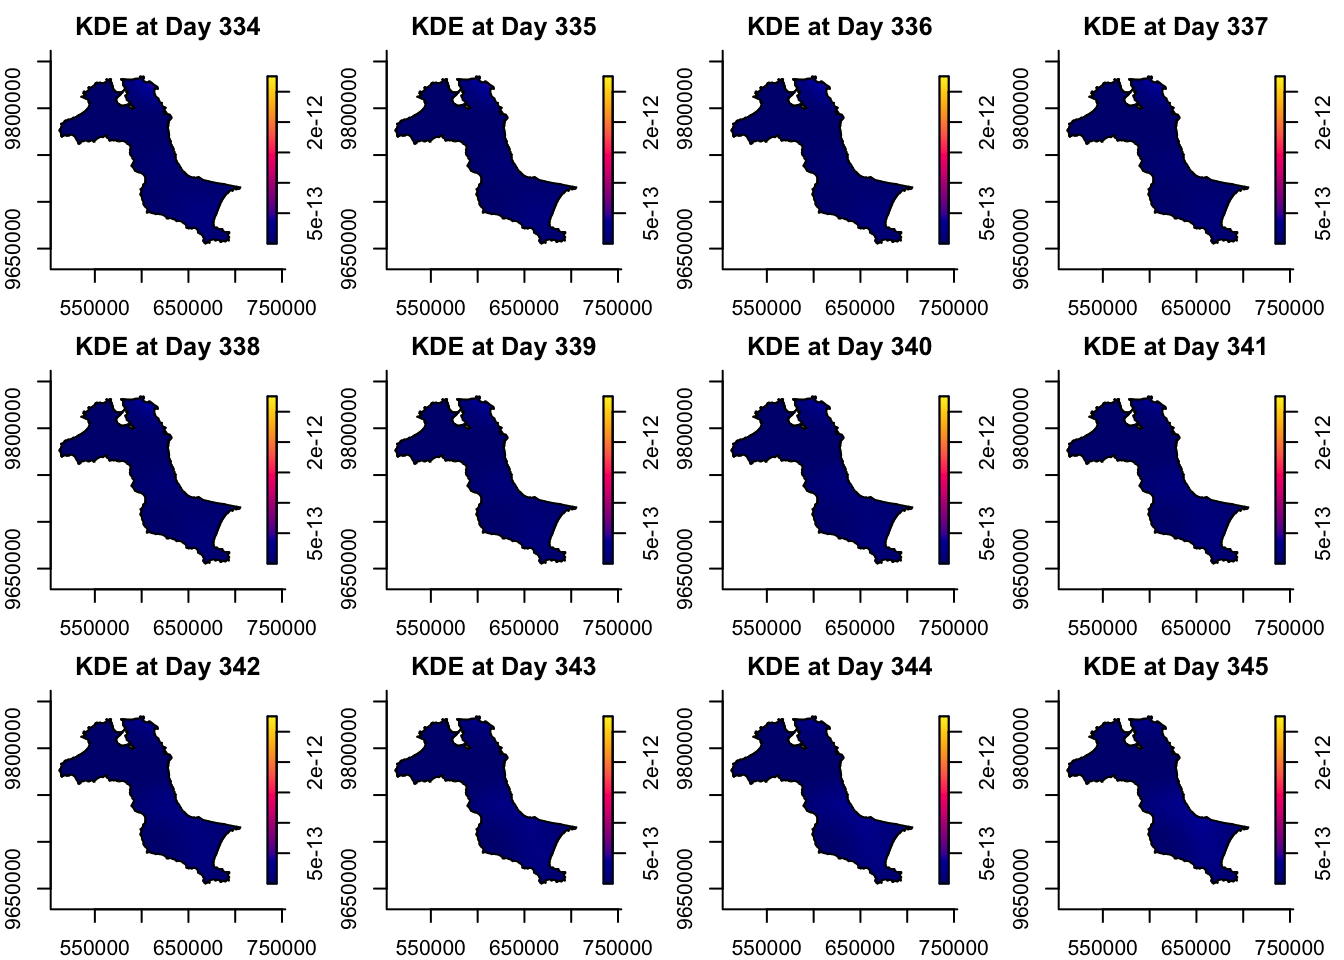 KDE at Day 334
9800000
9650000
2e-12
5e-13
550000 650000 750000
KDE at Day 335
9800000
9650000
2e-12
5e-13
550000 650000 750000
KDE at Day 336
9800000
9650000
2e-12
5e-13
550000 650000 750000
KDE at Day 337
9800000
9650000
2e-12
5e-13
550000 650000 750000
KDE at Day 338
9800000
9650000
2e-12
5e-13
550000 650000 750000
KDE at Day 339
9800000
9650000
2e-12
5e-13
550000 650000 750000
KDE at Day 340
9800000
9650000
2e-12
5e-13
550000 650000 750000
KDE at Day 341
9800000
9650000
2e-12
5e-13
550000 650000 750000
KDE at Day 342
9800000
9650000
2e-12
5e-13
550000 650000 750000
KDE at Day 343
9800000
9650000
2e-12
5e-13
550000 650000 750000
KDE at Day 344
9800000
9650000
2e-12
5e-13
550000 650000 750000
KDE at Day 345
9800000
9650000
2e-12
5e-13
550000 650000 750000